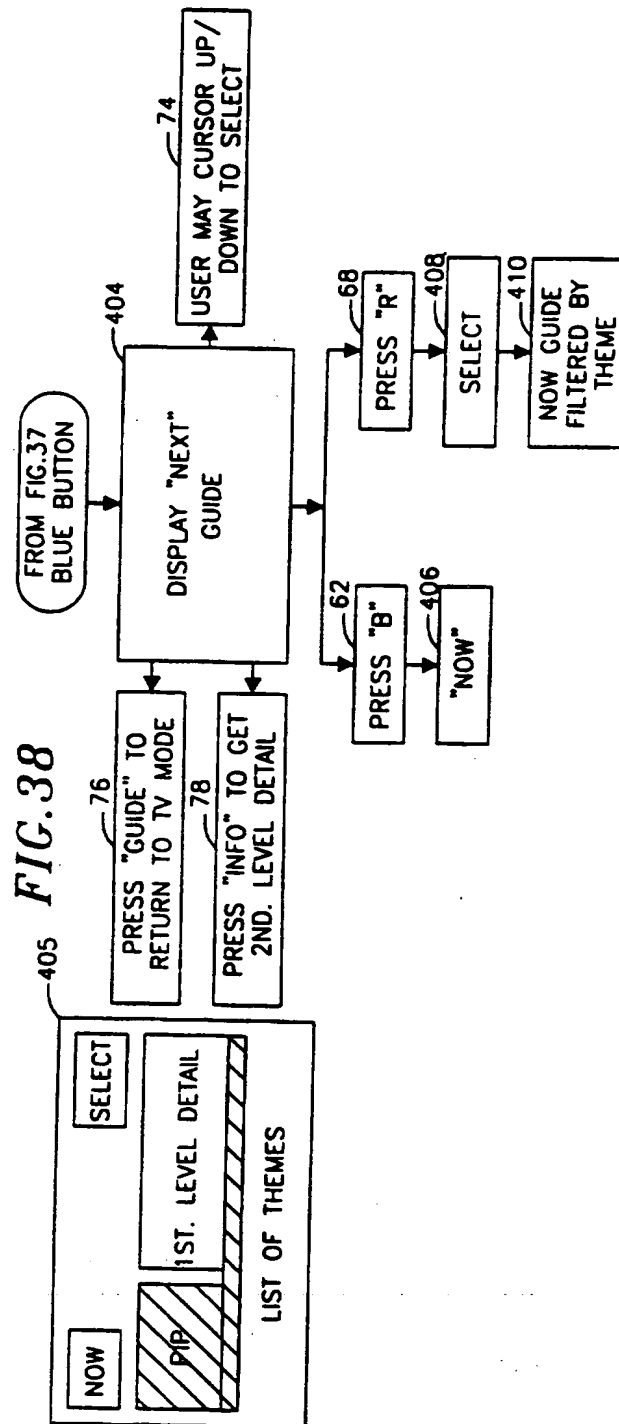 FIG.38
405
NOW
SELECT
PIP
1ST. LEVEL DETAIL
LIST OF THEMES
FROM FIG.37
BLUE BUTTON
404
DISPLAY "NEXT"
GUIDE
76
PRESS "GUIDE" TO
RETURN TO TV MODE
78
PRESS "INFO" TO GET
2ND. LEVEL DETAIL
74
USER MAY CURSOR UP/
DOWN TO SELECT
62
PRESS "B"
406
"NOW"
68
PRESS "R"
408
SELECT
410
NOW GUIDE
FILTERED BY
THEME